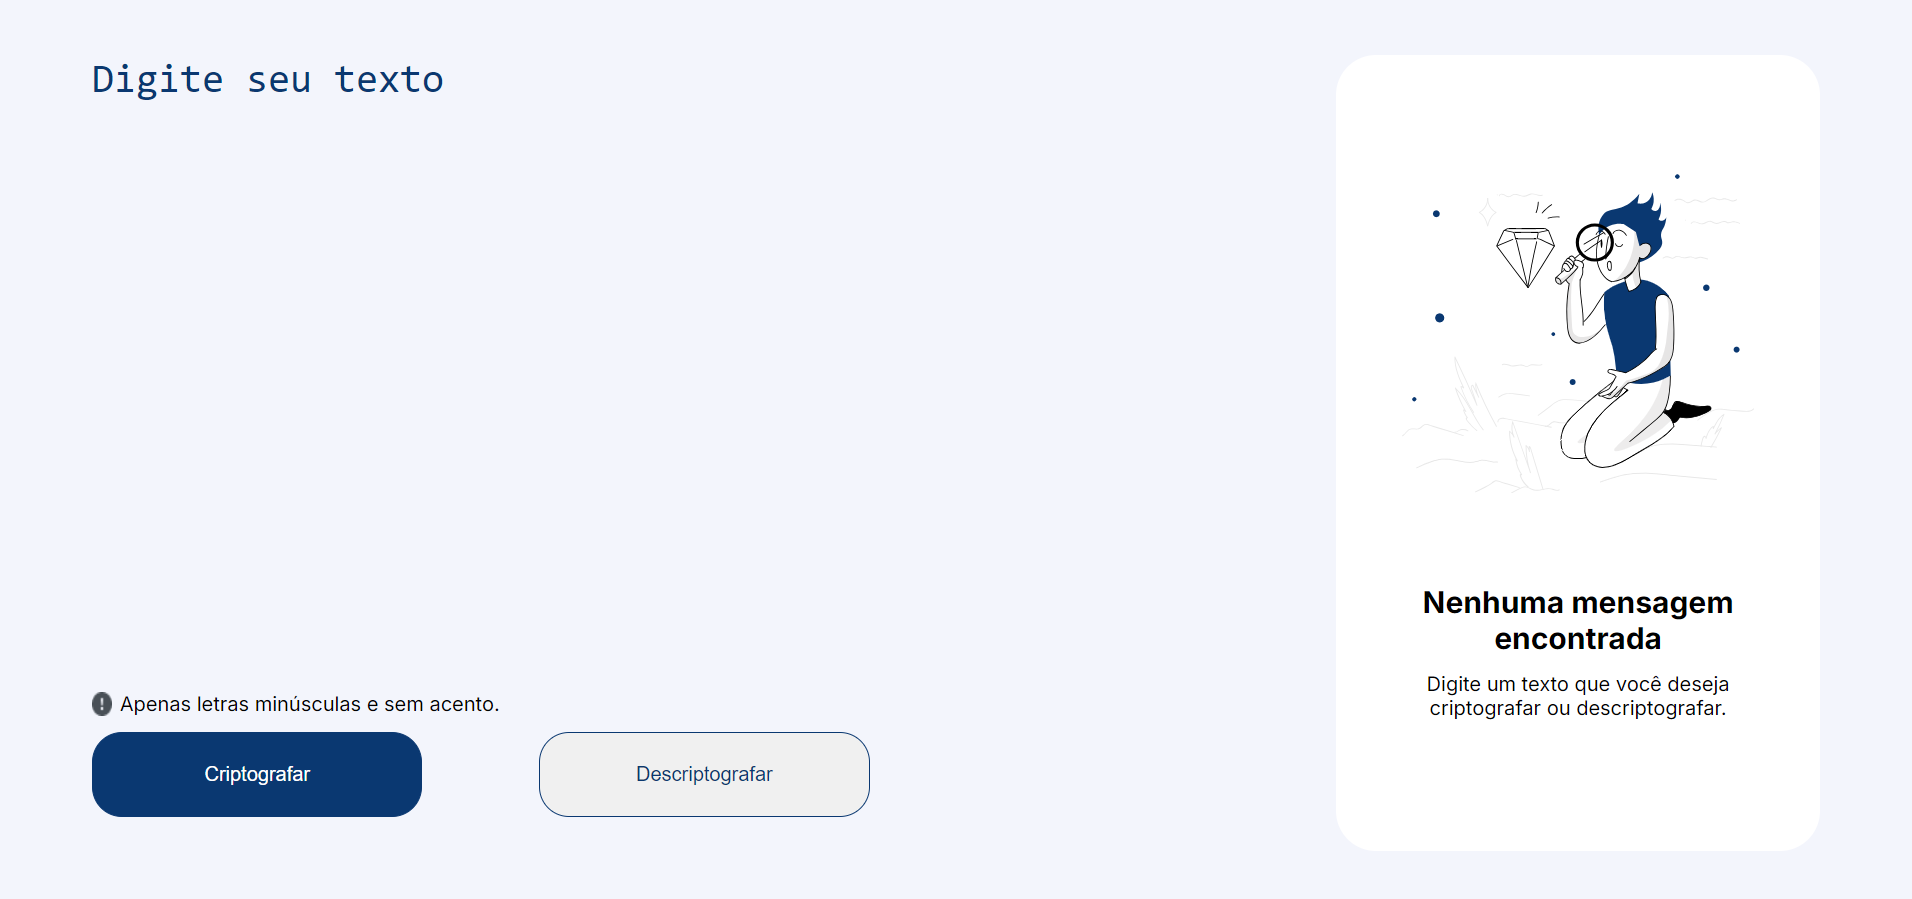 Digite seu texto
Apenas letras minúsculas e sem acento.
Criptografar
Descriptografar
Nenhuma mensagem
encontrada
Digite um texto que você deseja
criptografar ou descriptografar.